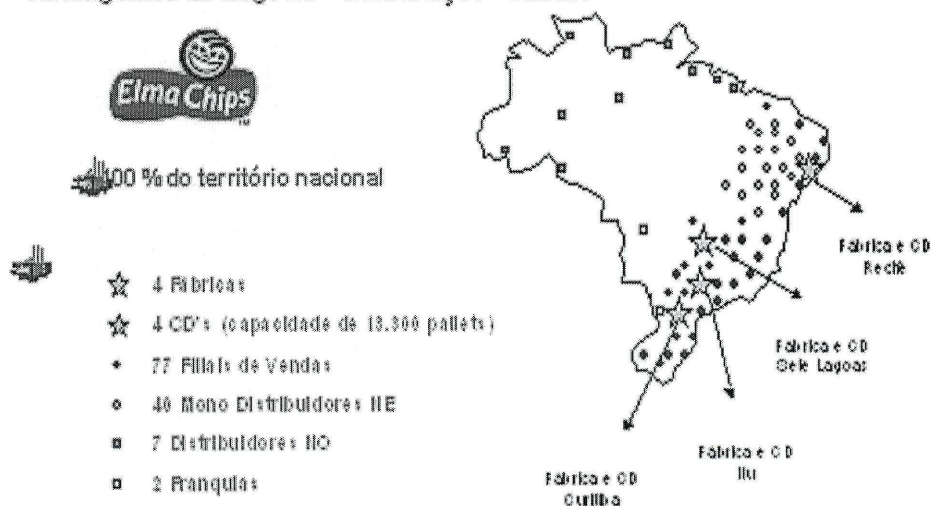 Elma Chips
TM
100 % do território nacional
4 Fábricas
4 CD's (capacidade de 13.300 pallets)
77 Filiais de Vendas
40 Mono Distribuidores NE
7 Distribuidores NO
2 Franquias
Fábrica e CD
Recife
Fábrica e CD
Sete Lagoas
Fábrica e CD
Itu
Fábrica e CD
Curitiba